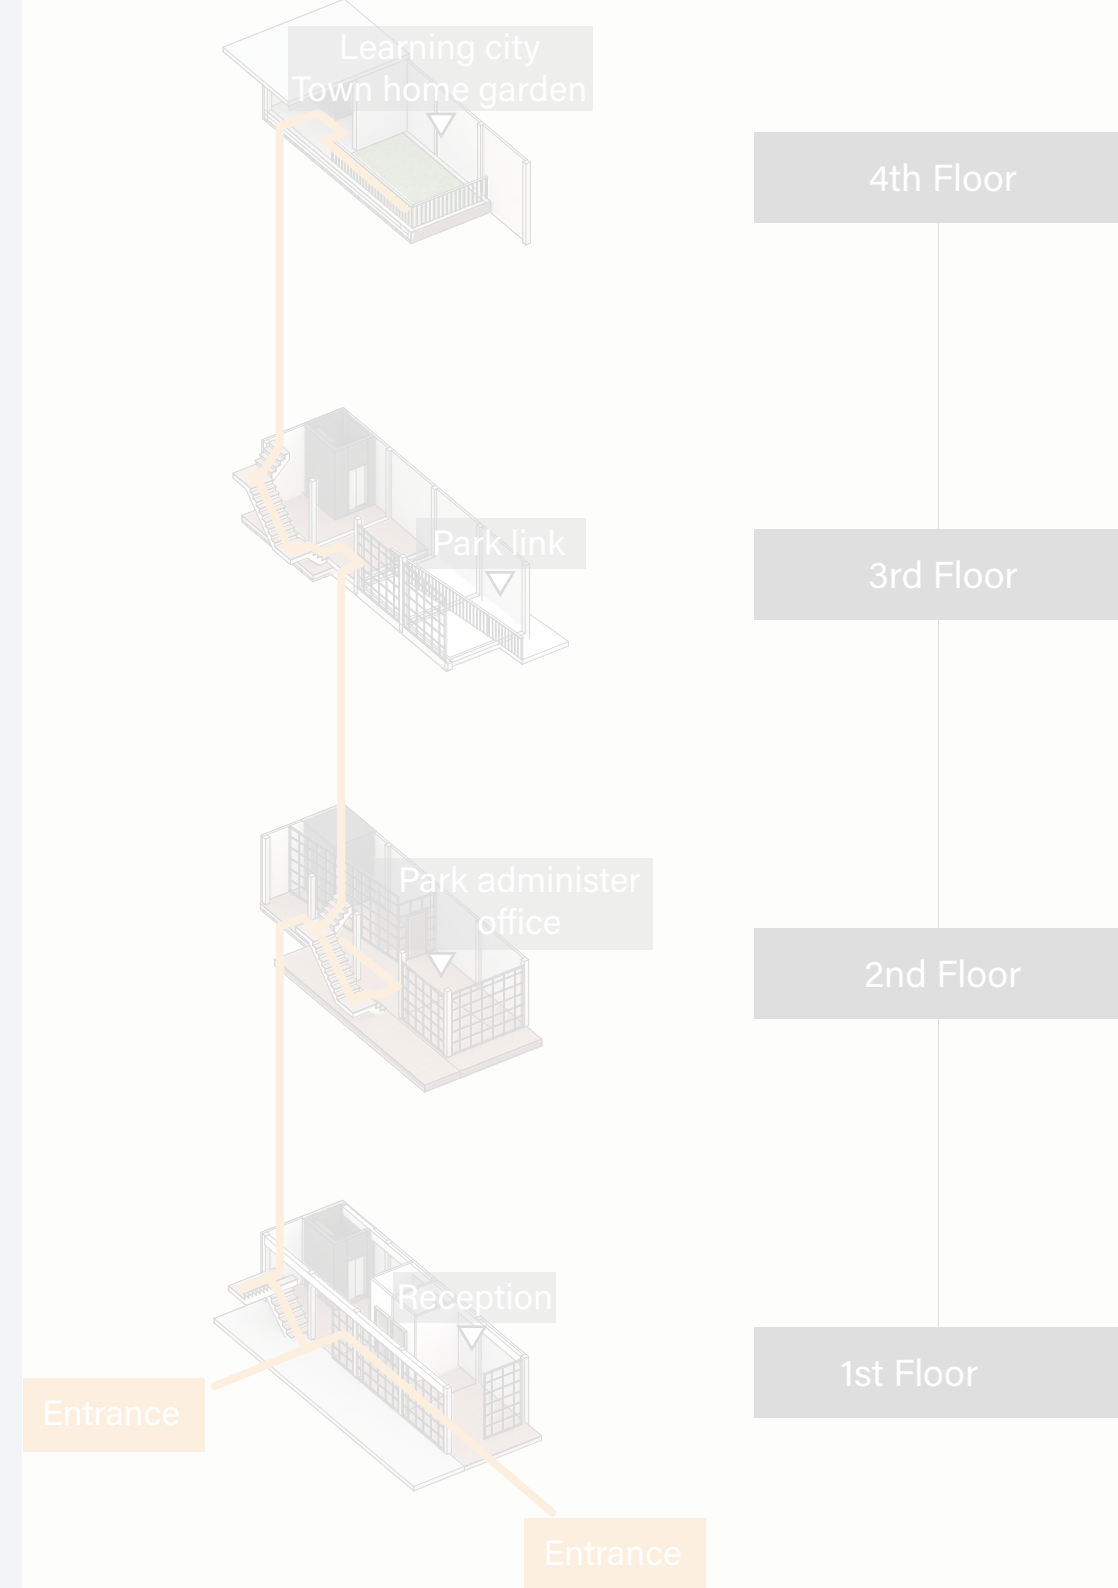 Learning city
Town home garden
4th Floor
Park link
3rd Floor
Park administer
office
2nd Floor
Reception
1st Floor
Entrance
Entrance